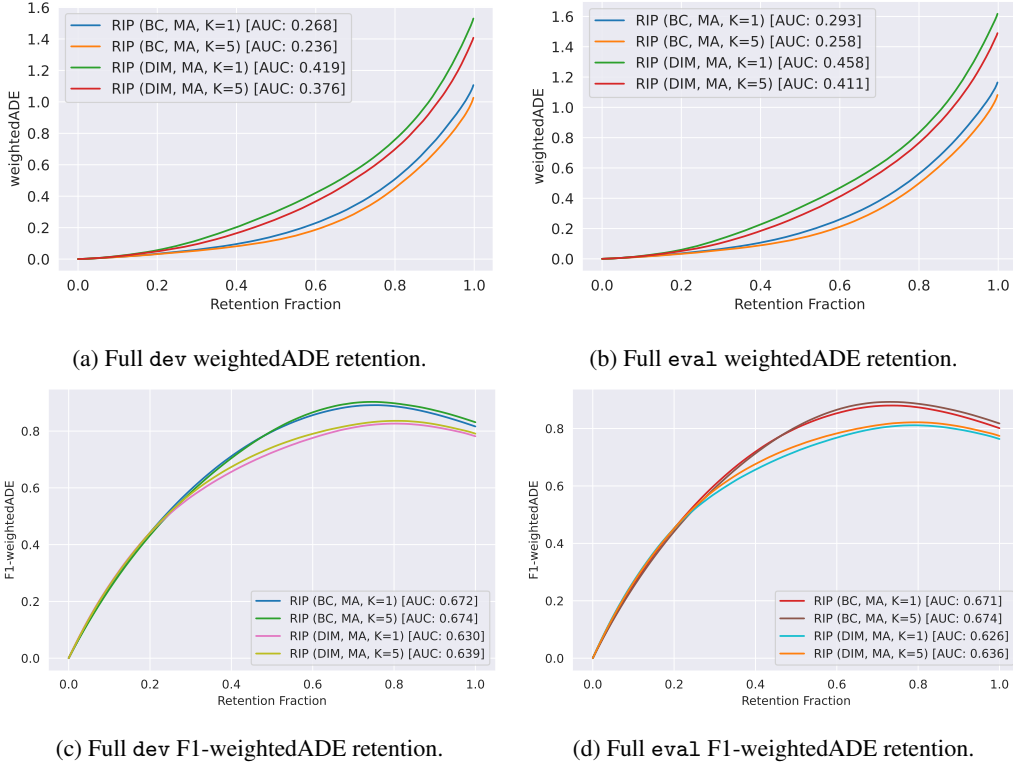 1.6
1.4
1.2
1.0
0.8
0.6
0.4
0.2
0.0
weightedADE
RIP (BC, MA, K=1) [AUC: 0.268]
RIP (BC, MA, K=5) [AUC: 0.236]
RIP (DIM, MA, K=1) [AUC: 0.419]
RIP (DIM, MA, K=5) [AUC: 0.376]
0.0 0.2 0.4 0.6 0.8 1.0
Retention Fraction
(a) Full dev weightedADE retention.
1.6
1.4
1.2
1.0
0.8
0.6
0.4
0.2
0.0
weightedADE
RIP (BC, MA, K=1) [AUC: 0.293]
RIP (BC, MA, K=5) [AUC: 0.258]
RIP (DIM, MA, K=1) [AUC: 0.458]
RIP (DIM, MA, K=5) [AUC: 0.411]
0.0 0.2 0.4 0.6 0.8 1.0
Retention Fraction
(b) Full eval weightedADE retention.
0.8
0.6
0.4
0.2
0.0
F1-weightedADE
RIP (BC, MA, K=1) [AUC: 0.672]
RIP (BC, MA, K=5) [AUC: 0.674]
RIP (DIM, MA, K=1) [AUC: 0.630]
RIP (DIM, MA, K=5) [AUC: 0.639]
0.0 0.2 0.4 0.6 0.8 1.0
Retention Fraction
(c) Full dev F1-weightedADE retention.
0.8
0.6
0.4
0.2
0.0
F1-weightedADE
RIP (BC, MA, K=1) [AUC: 0.671]
RIP (BC, MA, K=5) [AUC: 0.674]
RIP (DIM, MA, K=1) [AUC: 0.626]
RIP (DIM, MA, K=5) [AUC: 0.636]
0.0 0.2 0.4 0.6 0.8 1.0
Retention Fraction
(d) Full eval F1-weightedADE retention.